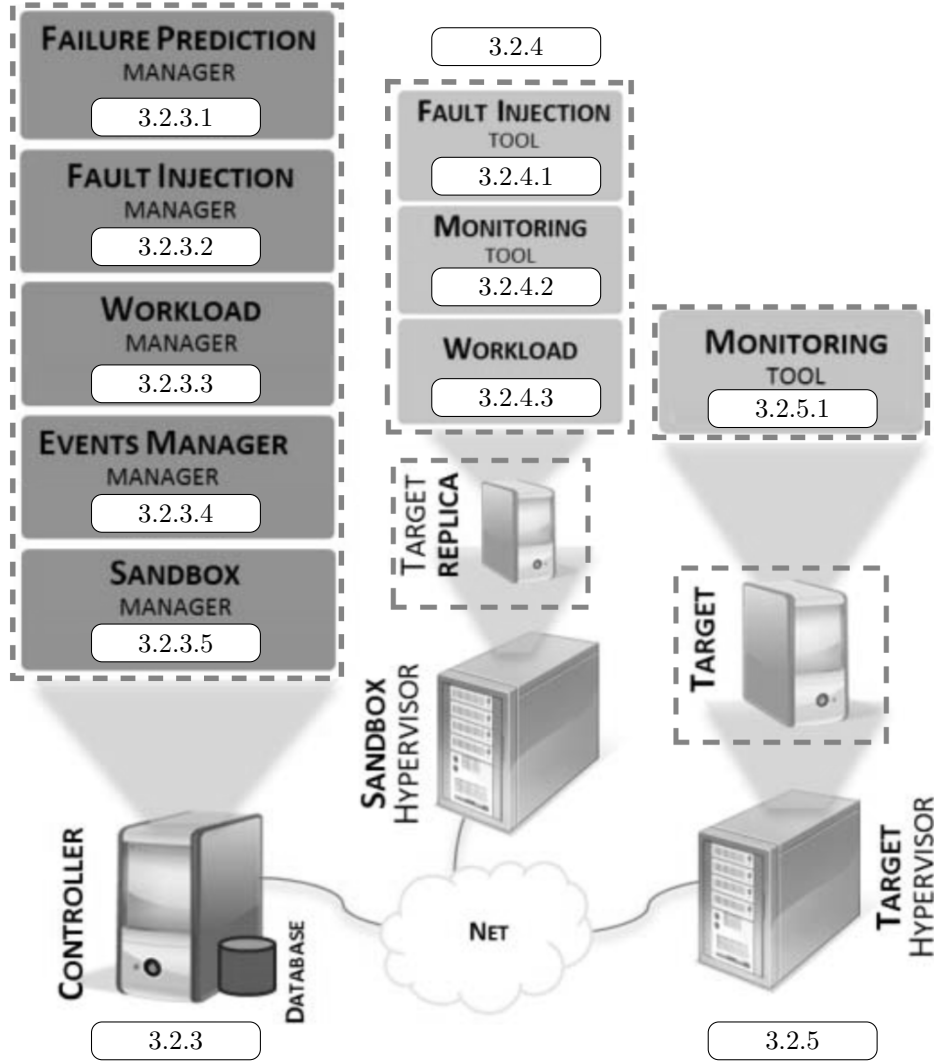 FAILURE PREDICTION
MANAGER
3.2.3.1
FAULT INJECTION
MANAGER
3.2.3.2
WORKLOAD
MANAGER
3.2.3.3
EVENTS MANAGER
MANAGER
3.2.3.4
SANDBOX
MANAGER
3.2.3.5
CONTROLLER
DATABASE
3.2.3
3.2.4
FAULT INJECTION
TOOL
3.2.4.1
MONITORING
TOOL
3.2.4.2
WORKLOAD
3.2.4.3
TARGET
REPLICA
SANDBOX
HYPERVISOR
NET
MONITORING
TOOL
3.2.5.1
TARGET
TARGET
HYPERVISOR
3.2.5